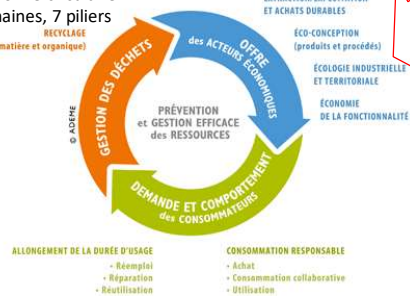 maines, 7 piliers
RECYCLAGE
matière et organique)
ET ACHATS DURABLES
ÉCO-CONCEPTION
(produits et procédés)
ÉCOLOGIE INDUSTRIELLE
ET TERRITORIALE
ÉCONOMIE
DE LA FONCTIONNALITÉ
OFFRE
des ACTEURS ÉCONOMIQUES
GESTION DES DÉCHETS
PRÉVENTION
et GESTION EFFICACE
des RESSOURCES
© ADEME
DEMANDE ET COMPORTEMENT
des CONSOMMATEURS
ALLONGEMENT DE LA DURÉE D'USAGE
• Réemploi
• Réparation
• Réutilisation
CONSOMMATION RESPONSABLE
• Achat
• Consommation collaborative
• Utilisation